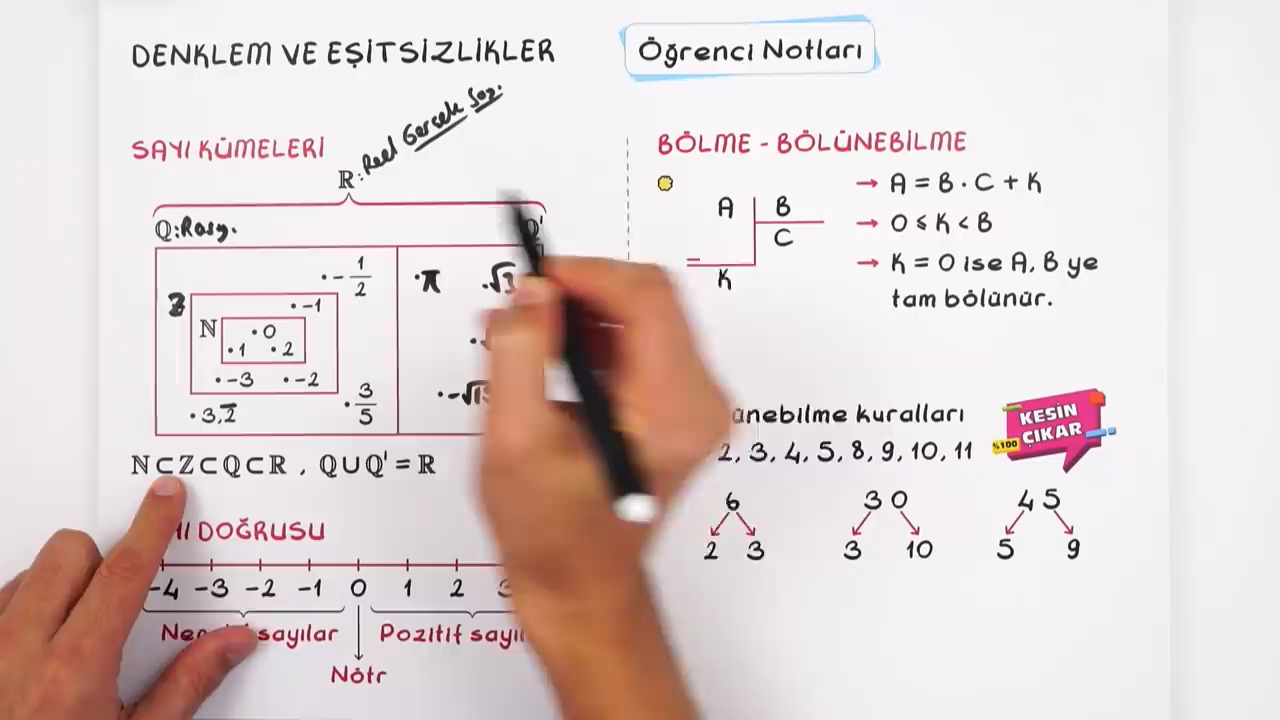 DENKLEM VE EŞİTSİZLİKLER
Öğrenci Notları
SAYI KÜMELERİ
ℝ: Reel Gerçek Say.
ℚ: Rasy.
ℚ'
ℤ
ℕ
· - 1/2
· -1
· 0
· 1 · 2
· -3 · -2
· 3,2̅
· 3/5
· π
· √3
ℕ ⊂ ℤ ⊂ ℚ ⊂ ℝ , ℚ ∪ ℚ' = ℝ
DOĞRUSU
-4 -3 -2 -1 0 1 2 3
sayılar
Pozitif
Nötr
BÖLME - BÖLÜNEBİLME
A B
C
K
→ A = B · C + K
→ 0 ≤ K < B
→ K = 0 ise A, B ye
tam bölünür.
kuralları
2, 3, 4, 5, 8, 9, 10, 11
%100 KESİN
ÇIKAR
6
2 3
30
3 10
45
5 9